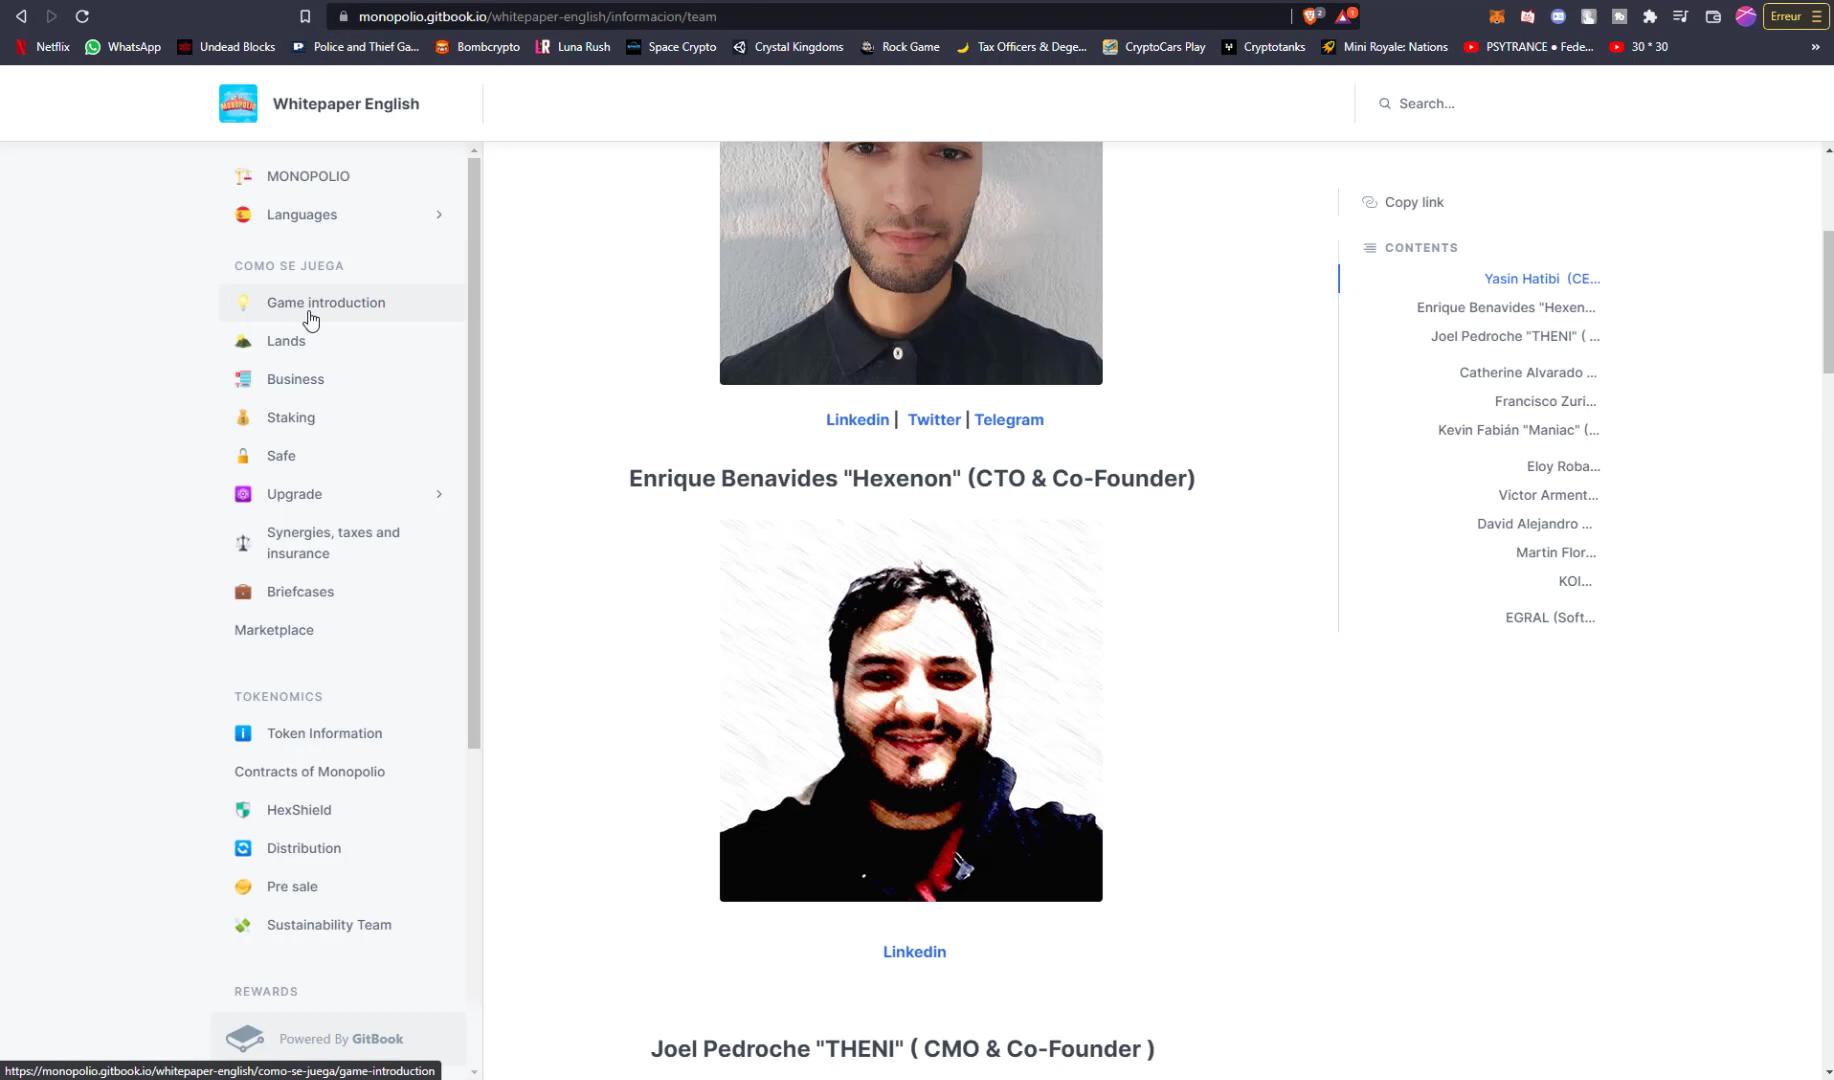 monopolio.gitbook.io/whitepaper-english/informacion/team
2
1
Erreur
Netflix
WhatsApp
Undead Blocks
Police and Thief Ga...
Bombcrypto
Luna Rush
Space Crypto
Crystal Kingdoms
Rock Game
Tax Officers & Dege...
CryptoCars Play
Cryptotanks
Mini Royale: Nations
PSYTRANCE ● Fede...
30 * 30
»
MONOPOLIO
Whitepaper English
Search...
MONOPOLIO
Languages
COMO SE JUEGA
Game introduction
Lands
Business
Staking
Safe
Upgrade
Synergies, taxes and
insurance
Briefcases
Marketplace
TOKENOMICS
Token Information
Contracts of Monopolio
HexShield
Distribution
Pre sale
Sustainability Team
REWARDS
Powered By GitBook
https://monopolio.gitbook.io/whitepaper-english/como-se-juega/game-introduction
Linkedin | Twitter | Telegram
Enrique Benavides "Hexenon" (CTO & Co-Founder)
Linkedin
Joel Pedroche "THENI" ( CMO & Co-Founder )
Copy link
CONTENTS
Yasin Hatibi (CE...
Enrique Benavides "Hexen...
Joel Pedroche "THENI" ( ...
Catherine Alvarado ...
Francisco Zuri...
Kevin Fabián "Maniac" (...
Eloy Roba...
Victor Arment...
David Alejandro ...
Martin Flor...
KOI...
EGRAL (Soft...